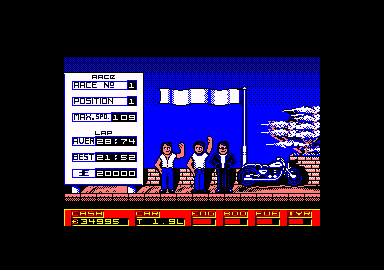 RACE
RACE No 1
POSITION 1
MAX.SPD. 109
LAP
AVER 28:74
BEST 21:52
£ 20000
CASH CAR ENG BOD FUE TYR
£34995 T 1.9L